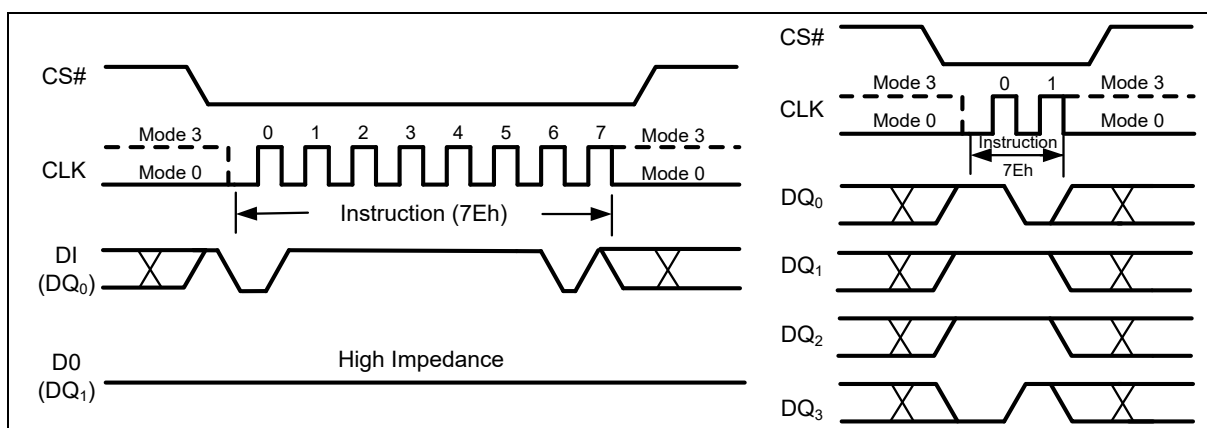 CS#
Mode 3 0 1 2 3 4 5 6 7 Mode 3
CLK
Mode 0 Mode 0
Instruction (7Eh)
DI
(DQ0)
D0
(DQ1)
High Impedance
CS#
Mode 3 0 1 Mode 3
CLK
Mode 0 Mode 0
Instruction
7Eh
DQ0
DQ1
DQ2
DQ3